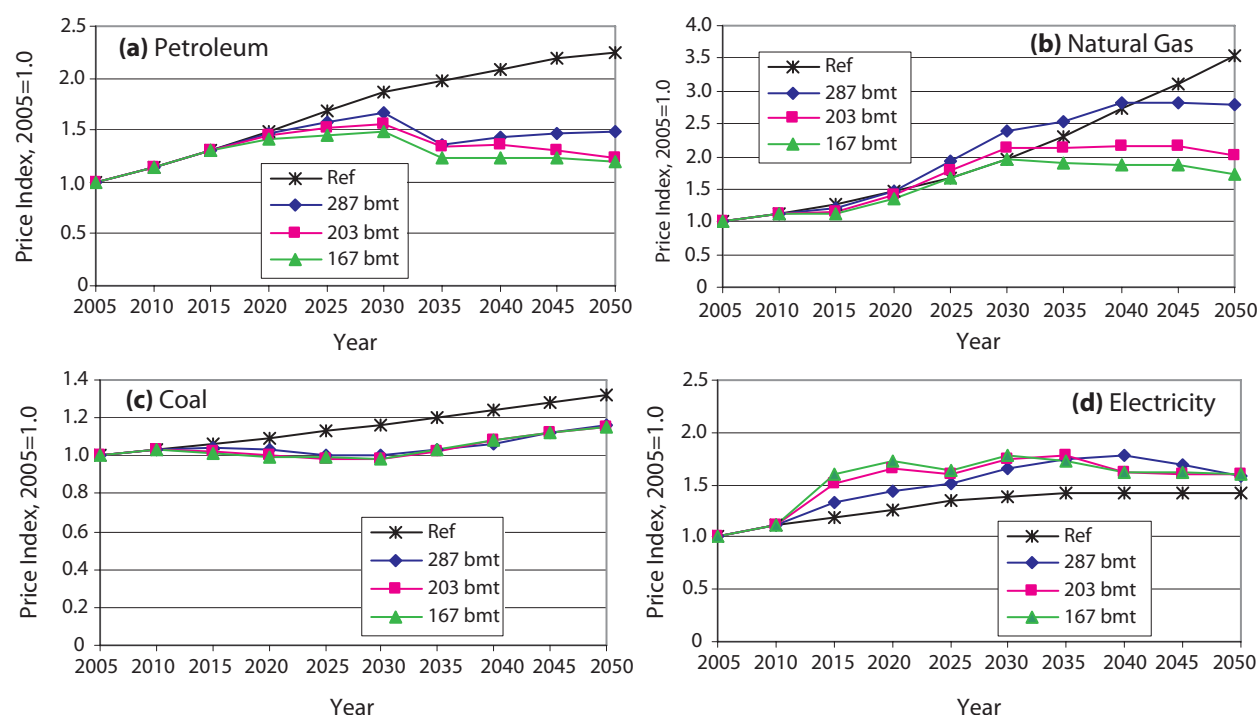 (a) Petroleum
Price Index, 2005=1.0
2.5
2.0
1.5
1.0
0.5
0
2005 2010 2015 2020 2025 2030 2035 2040 2045 2050
Year
Ref
287 bmt
203 bmt
167 bmt
(b) Natural Gas
Price Index, 2005=1.0
4.0
3.5
3.0
2.5
2.0
1.5
1.0
0.5
0
2005 2010 2015 2020 2025 2030 2035 2040 2045 2050
Year
Ref
287 bmt
203 bmt
167 bmt
(c) Coal
Price Index, 2005=1.0
1.4
1.2
1.0
0.8
0.6
0.4
0.2
0
2005 2010 2015 2020 2025 2030 2035 2040 2045 2050
Year
Ref
287 bmt
203 bmt
167 bmt
(d) Electricity
Price Index, 2005=1.0
2.5
2.0
1.5
1.0
0.5
0
2005 2010 2015 2020 2025 2030 2035 2040 2045 2050
Year
Ref
287 bmt
203 bmt
167 bmt